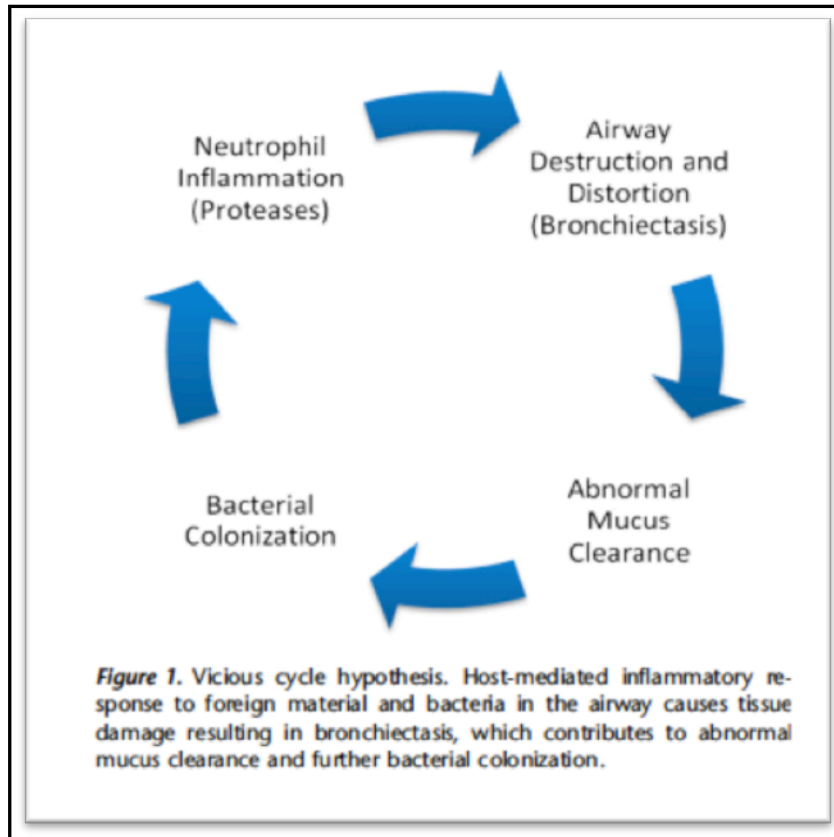 Neutrophil
Inflammation
(Proteases)
Airway
Destruction and
Distortion
(Bronchiectasis)
Bacterial
Colonization
Abnormal
Mucus
Clearance
Figure 1. Vicious cycle hypothesis. Host-mediated inflammatory re-
sponse to foreign material and bacteria in the airway causes tissue
damage resulting in bronchiectasis, which contributes to abnormal
mucus clearance and further bacterial colonization.